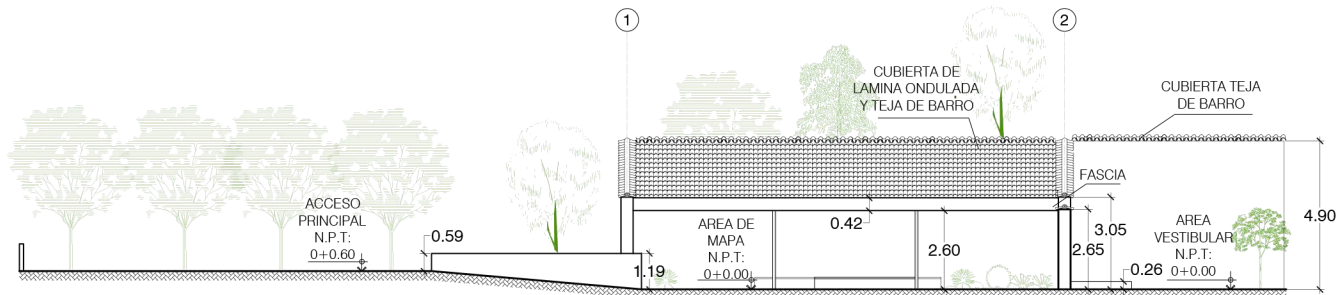 1
2
CUBIERTA DE
LAMINA ONDULADA
Y TEJA DE BARRO
CUBIERTA TEJA
DE BARRO
FASCIA
ACCESO
PRINCIPAL
N.P.T:
0+0.60
0.59
1.19
AREA DE
MAPA
N.P.T:
0+0.00
0.42
2.60
2.65
3.05
0.26
AREA
VESTIBULAR
N.P.T:
0+0.00
4.90